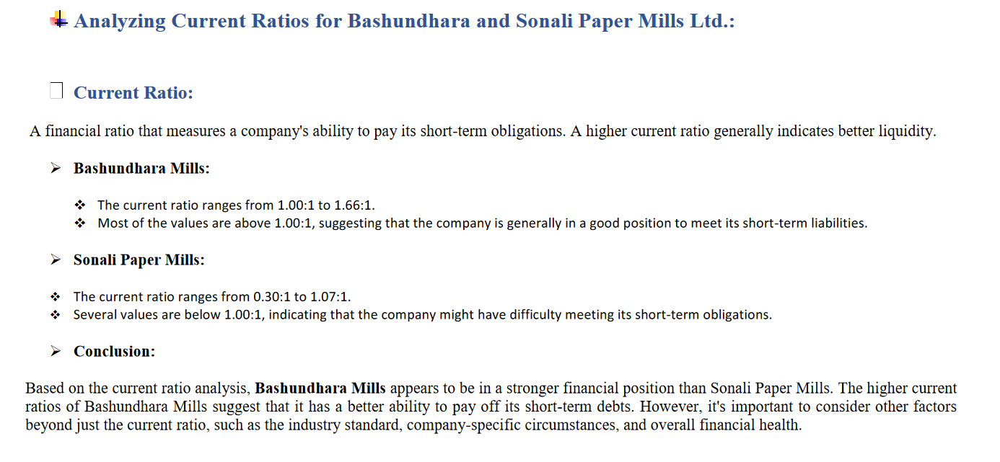 Analyzing Current Ratios for Bashundhara and Sonali Paper Mills Ltd.:
Current Ratio:
A financial ratio that measures a company's ability to pay its short-term obligations. A higher current ratio generally indicates better liquidity.
➢ Bashundhara Mills:
❖ The current ratio ranges from 1.00:1 to 1.66:1.
❖ Most of the values are above 1.00:1, suggesting that the company is generally in a good position to meet its short-term liabilities.
➢ Sonali Paper Mills:
❖ The current ratio ranges from 0.30:1 to 1.07:1.
❖ Several values are below 1.00:1, indicating that the company might have difficulty meeting its short-term obligations.
➢ Conclusion:
Based on the current ratio analysis, Bashundhara Mills appears to be in a stronger financial position than Sonali Paper Mills. The higher current
ratios of Bashundhara Mills suggest that it has a better ability to pay off its short-term debts. However, it's important to consider other factors
beyond just the current ratio, such as the industry standard, company-specific circumstances, and overall financial health.